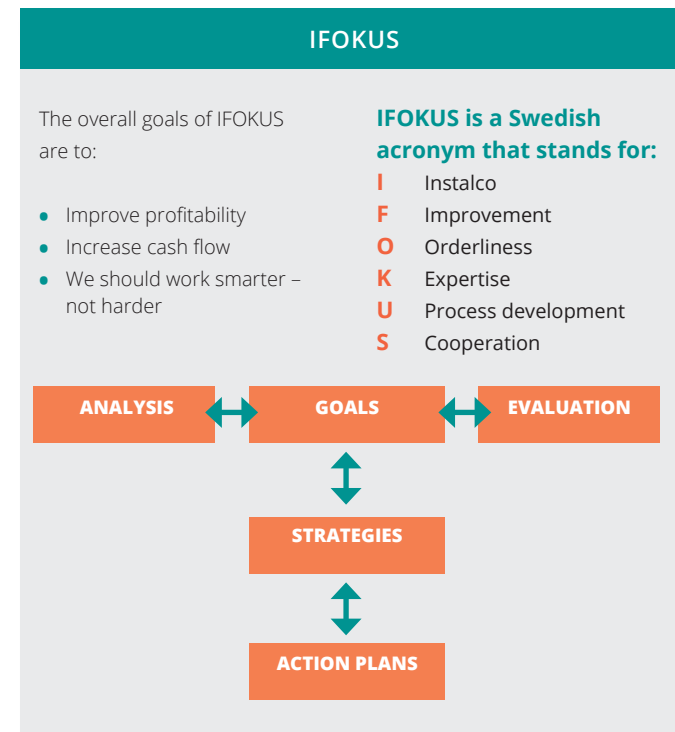 IFOKUS
The overall goals of IFOKUS
are to:
• Improve profitability
• Increase cash flow
• We should work smarter –
not harder
IFOKUS is a Swedish
acronym that stands for:
I Instalco
F Improvement
O Orderliness
K Expertise
U Process development
S Cooperation
ANALYSIS GOALS EVALUATION
STRATEGIES
ACTION PLANS